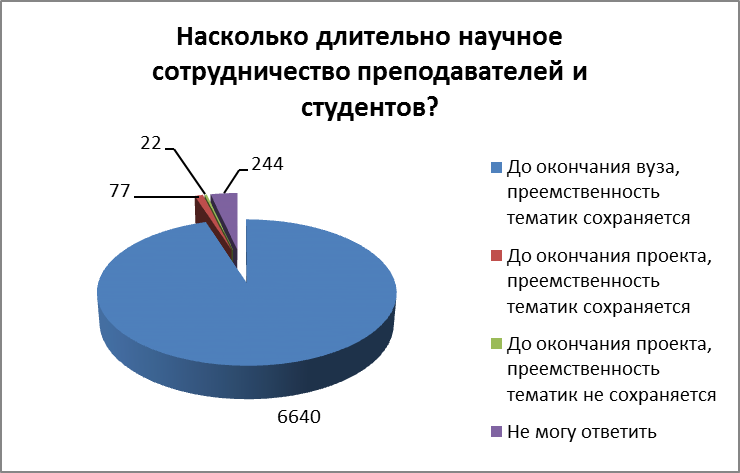 Насколько длительно научное
сотрудничество преподавателей и
студентов?
22
244
77
6640
До окончания вуза,
преемственность
тематик сохраняется
До окончания проекта,
преемственность
тематик сохраняется
До окончания проекта,
преемственность
тематик не сохраняется
Не могу ответить